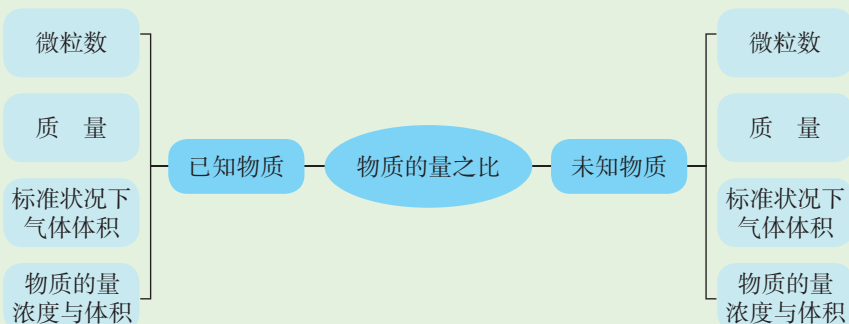 微粒数
质 量
标准状况下
气体体积
物质的量
浓度与体积
已知物质
物质的量之比
未知物质
微粒数
质 量
标准状况下
气体体积
物质的量
浓度与体积